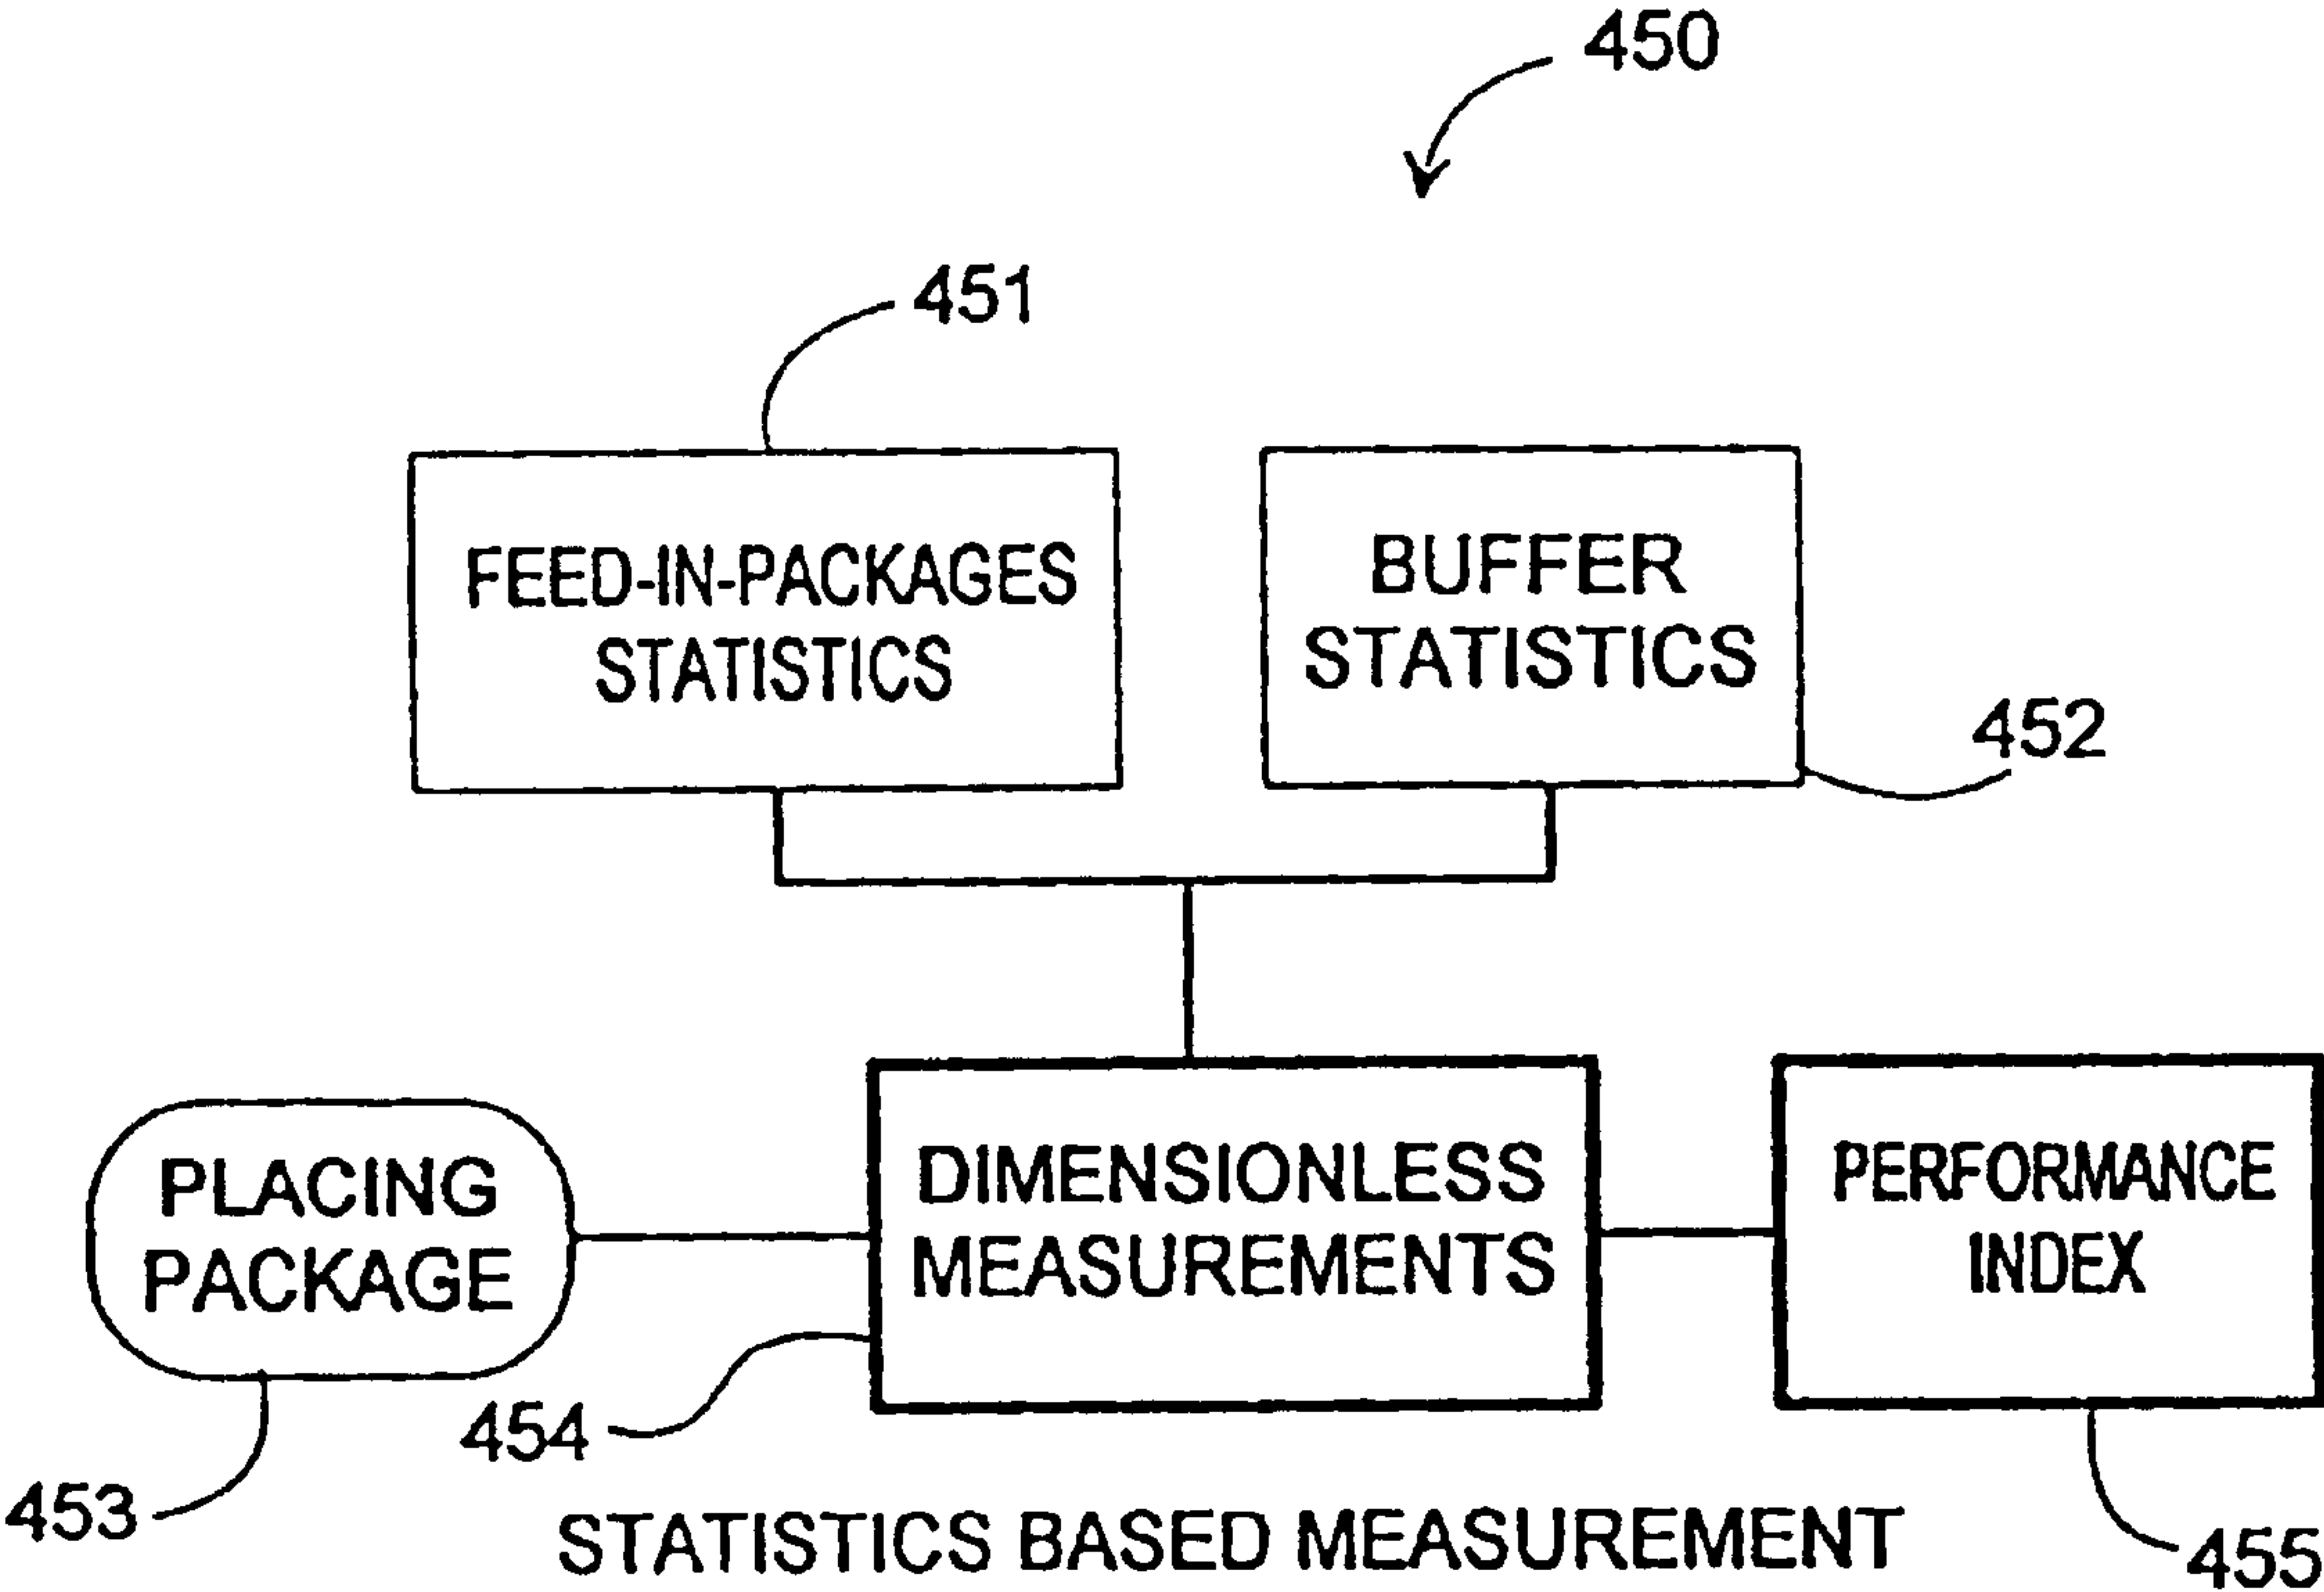 450
451
FEED-IN-PACKAGES
STATISTICS
BUFFER
STATISTICS
452
PLACING
PACKAGE
DIMENSIONLESS
MEASUREMENTS
PERFORMANCE
INDEX
454
453
STATISTICS BASED MEASUREMENT
455